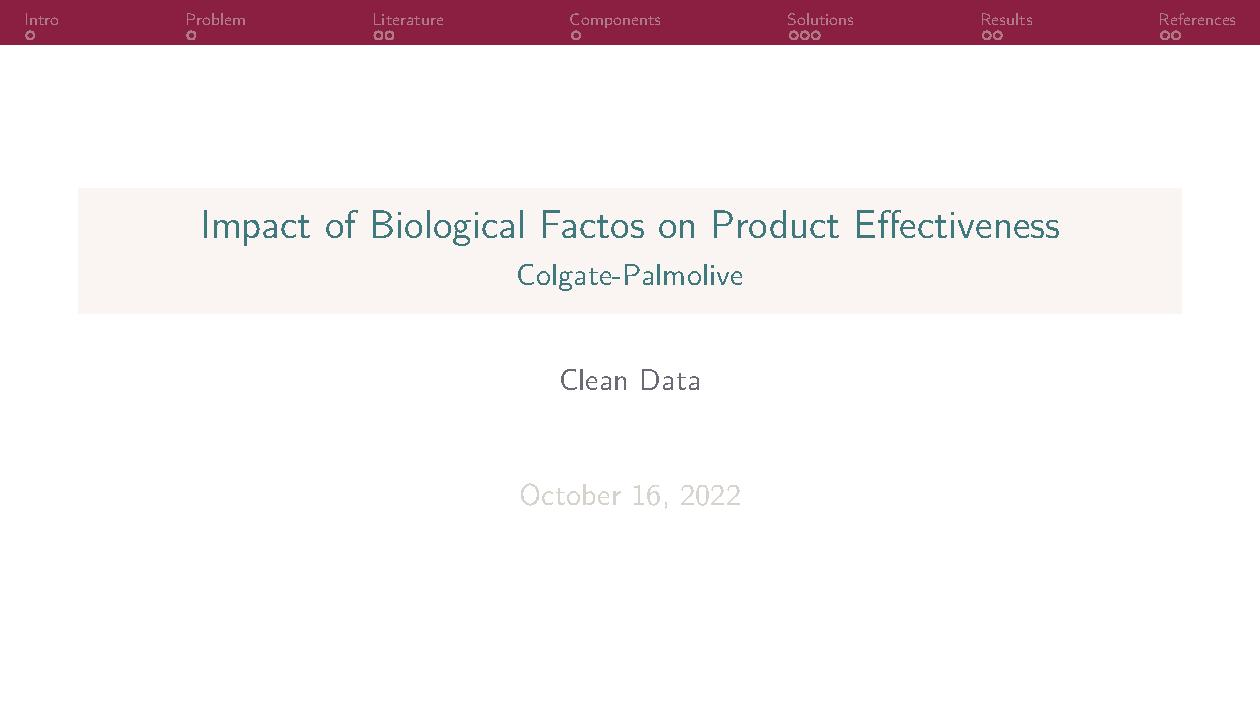 Intro Problem Literature Components Solutions Results References
Impact of Biological Factos on Product Effectiveness
Colgate-Palmolive
Clean Data
October 16, 2022